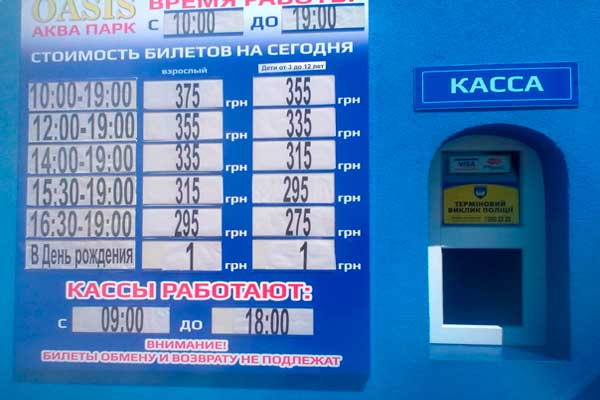 OASIS
АКВА ПАРК
ВРЕМЯ РАБОТЫ:
С 10:00 ДО 19:00
СТОИМОСТЬ БИЛЕТОВ НА СЕГОДНЯ
взрослый Дети от 3 до 12 лет
10:00-19:00 375 грн 355 грн
12:00-19:00 355 грн 335 грн
14:00-19:00 335 грн 315 грн
15:30-19:00 315 грн 295 грн
16:30-19:00 295 грн 275 грн
В День рождения 1 грн 1 грн
КАССЫ РАБОТАЮТ:
С 09:00 ДО 18:00
ВНИМАНИЕ!
БИЛЕТЫ ОБМЕНУ И ВОЗВРАТУ НЕ ПОДЛЕЖАТ
КАССА
VISA
ТЕРМІНОВИЙ
ВИКЛИК ПОЛІЦІЇ